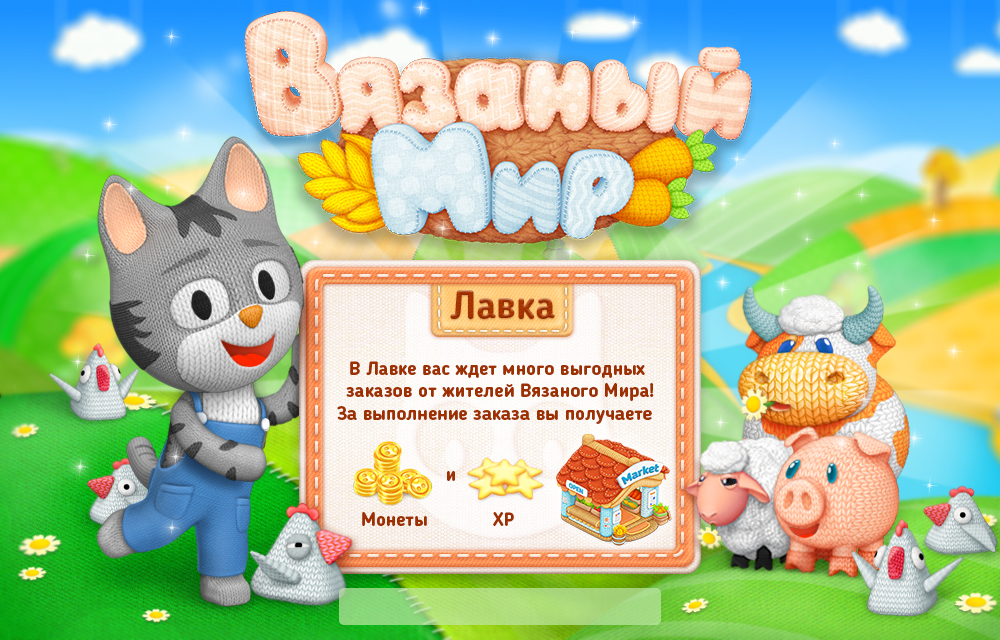 Вязаный
Мир
Лавка
В Лавке вас ждет много выгодных
заказов от жителей Вязаного Мира!
За выполнение заказа вы получаете
и
Market
OPEN
Монеты
XP